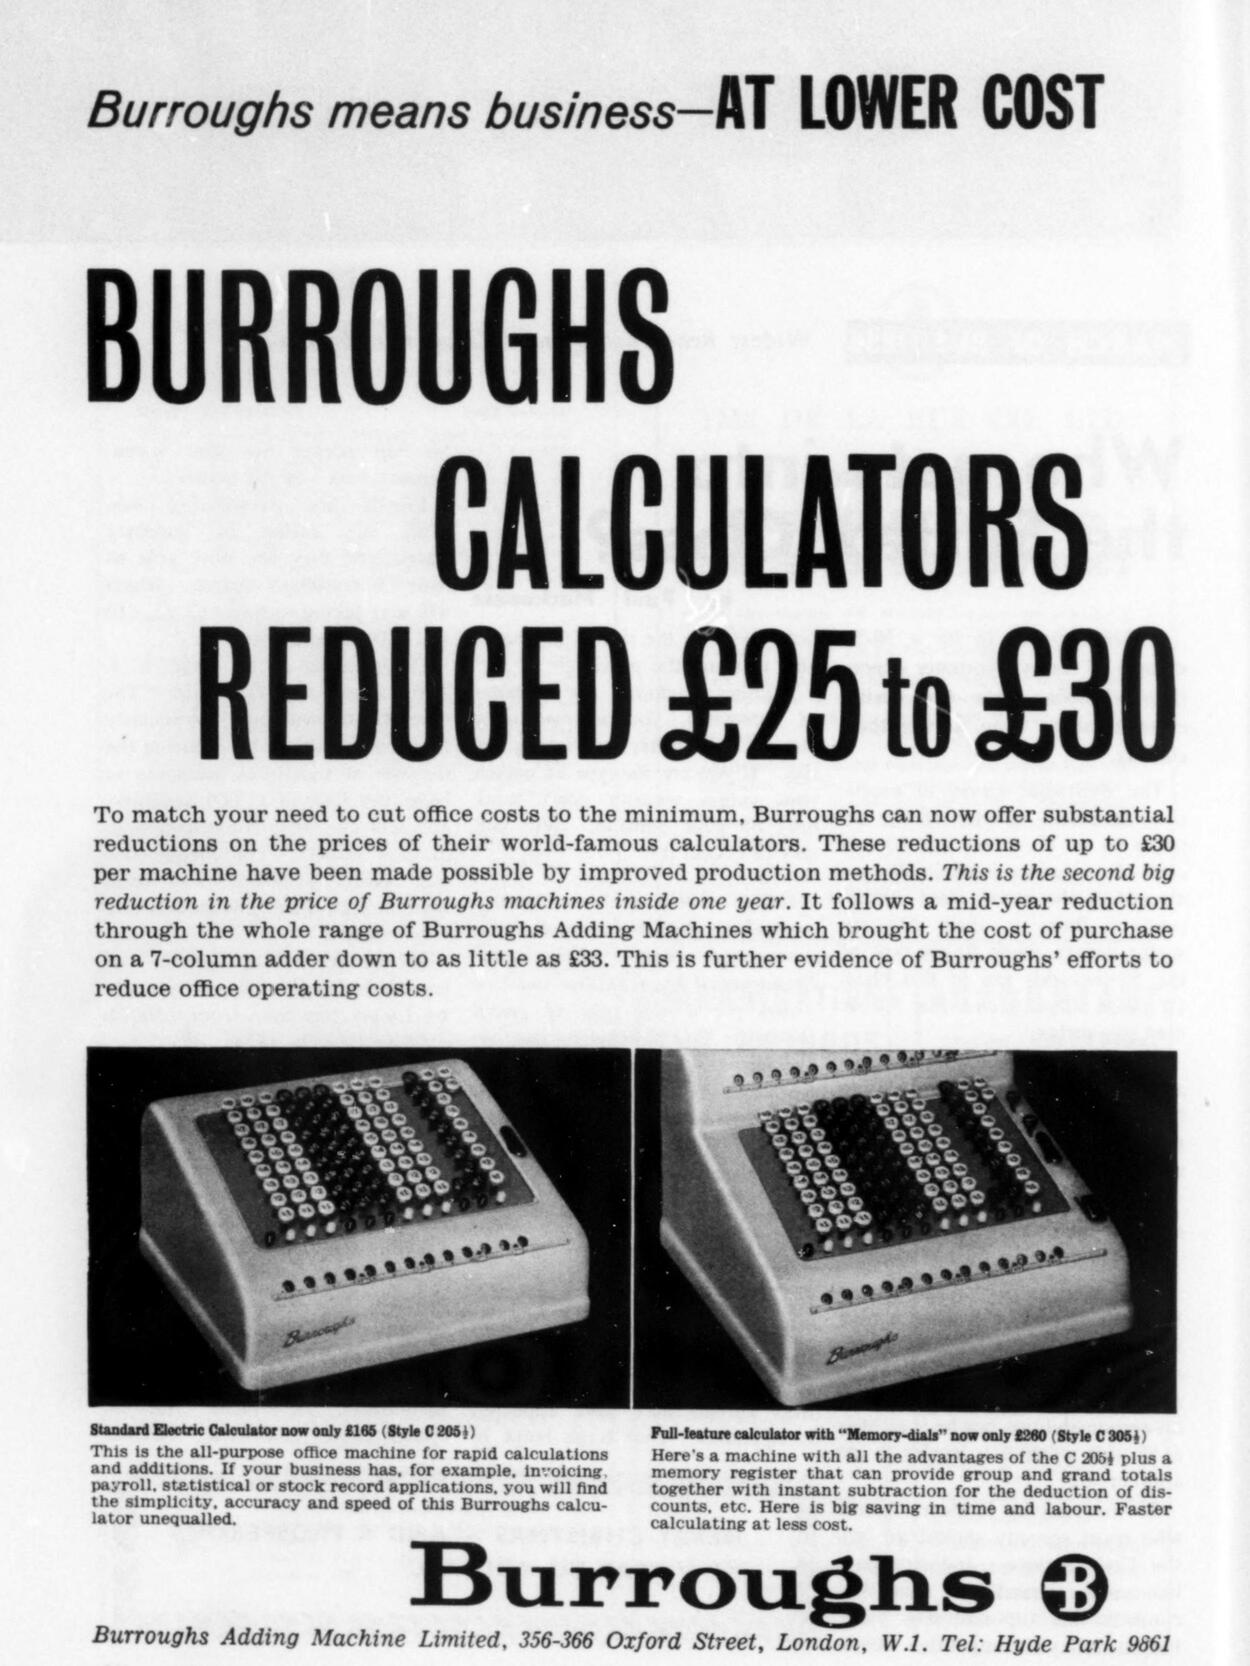 Burroughs means business—AT LOWER COST
BURROUGHS
CALCULATORS
REDUCED £25 to £30
To match your need to cut office costs to the minimum, Burroughs can now offer substantial
reductions on the prices of their world-famous calculators. These reductions of up to £30
per machine have been made possible by improved production methods. This is the second big
reduction in the price of Burroughs machines inside one year. It follows a mid-year reduction
through the whole range of Burroughs Adding Machines which brought the cost of purchase
on a 7-column adder down to as little as £33. This is further evidence of Burroughs' efforts to
reduce office operating costs.
Burroughs
Burroughs
Standard Electric Calculator now only £165 (Style C 205½)
This is the all-purpose office machine for rapid calculations
and additions. If your business has, for example, invoicing,
payroll, statistical or stock record applications, you will find
the simplicity, accuracy and speed of this Burroughs calcu-
lator unequalled.
Full-feature calculator with "Memory-dials" now only £260 (Style C 305½)
Here's a machine with all the advantages of the C 205½ plus a
memory register that can provide group and grand totals
together with instant subtraction for the deduction of dis-
counts, etc. Here is big saving in time and labour. Faster
calculating at less cost.
Burroughs B
Burroughs Adding Machine Limited, 356-366 Oxford Street, London, W.1. Tel: Hyde Park 9861